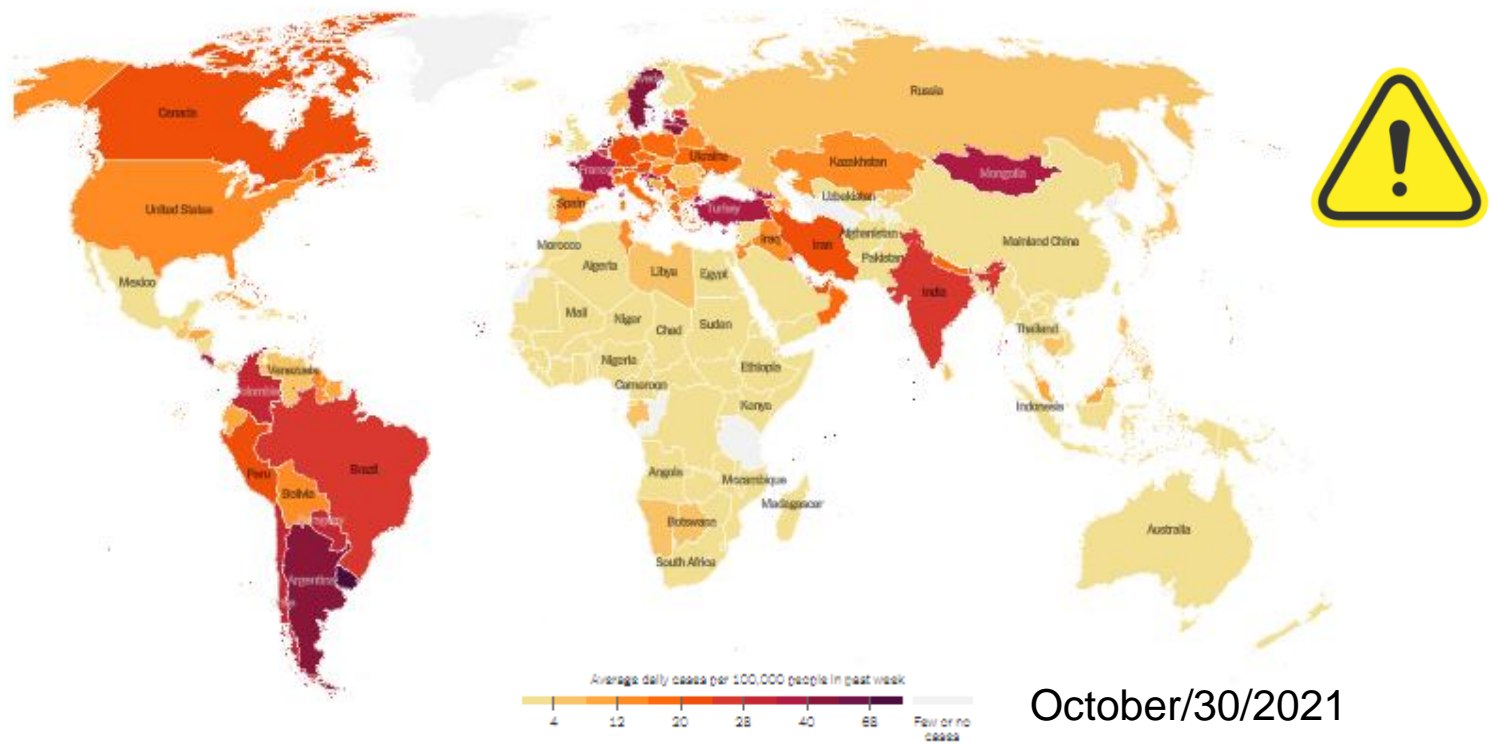 Canada
Russia
Ukraine
Kazakhstan
France
Mongolia
United States
Spain
Uzbekistan
Turkey
Morocco
Iraq
Iran
Afghanistan
Mainland China
Algeria
Libya
Egypt
Pakistan
Mexico
India
Mali
Niger
Chad
Sudan
Thailand
Nigeria
Venezuela
Ethiopia
Cameroon
Colombia
Kenya
Indonesia
Peru
Brazil
Angola
Mozambique
Bolivia
Madagascar
Botswana
Australia
South Africa
Argentina
Average daily cases per 100,000 people in past week
4 12 20 28 40 68 Few or no
cases
October/30/2021